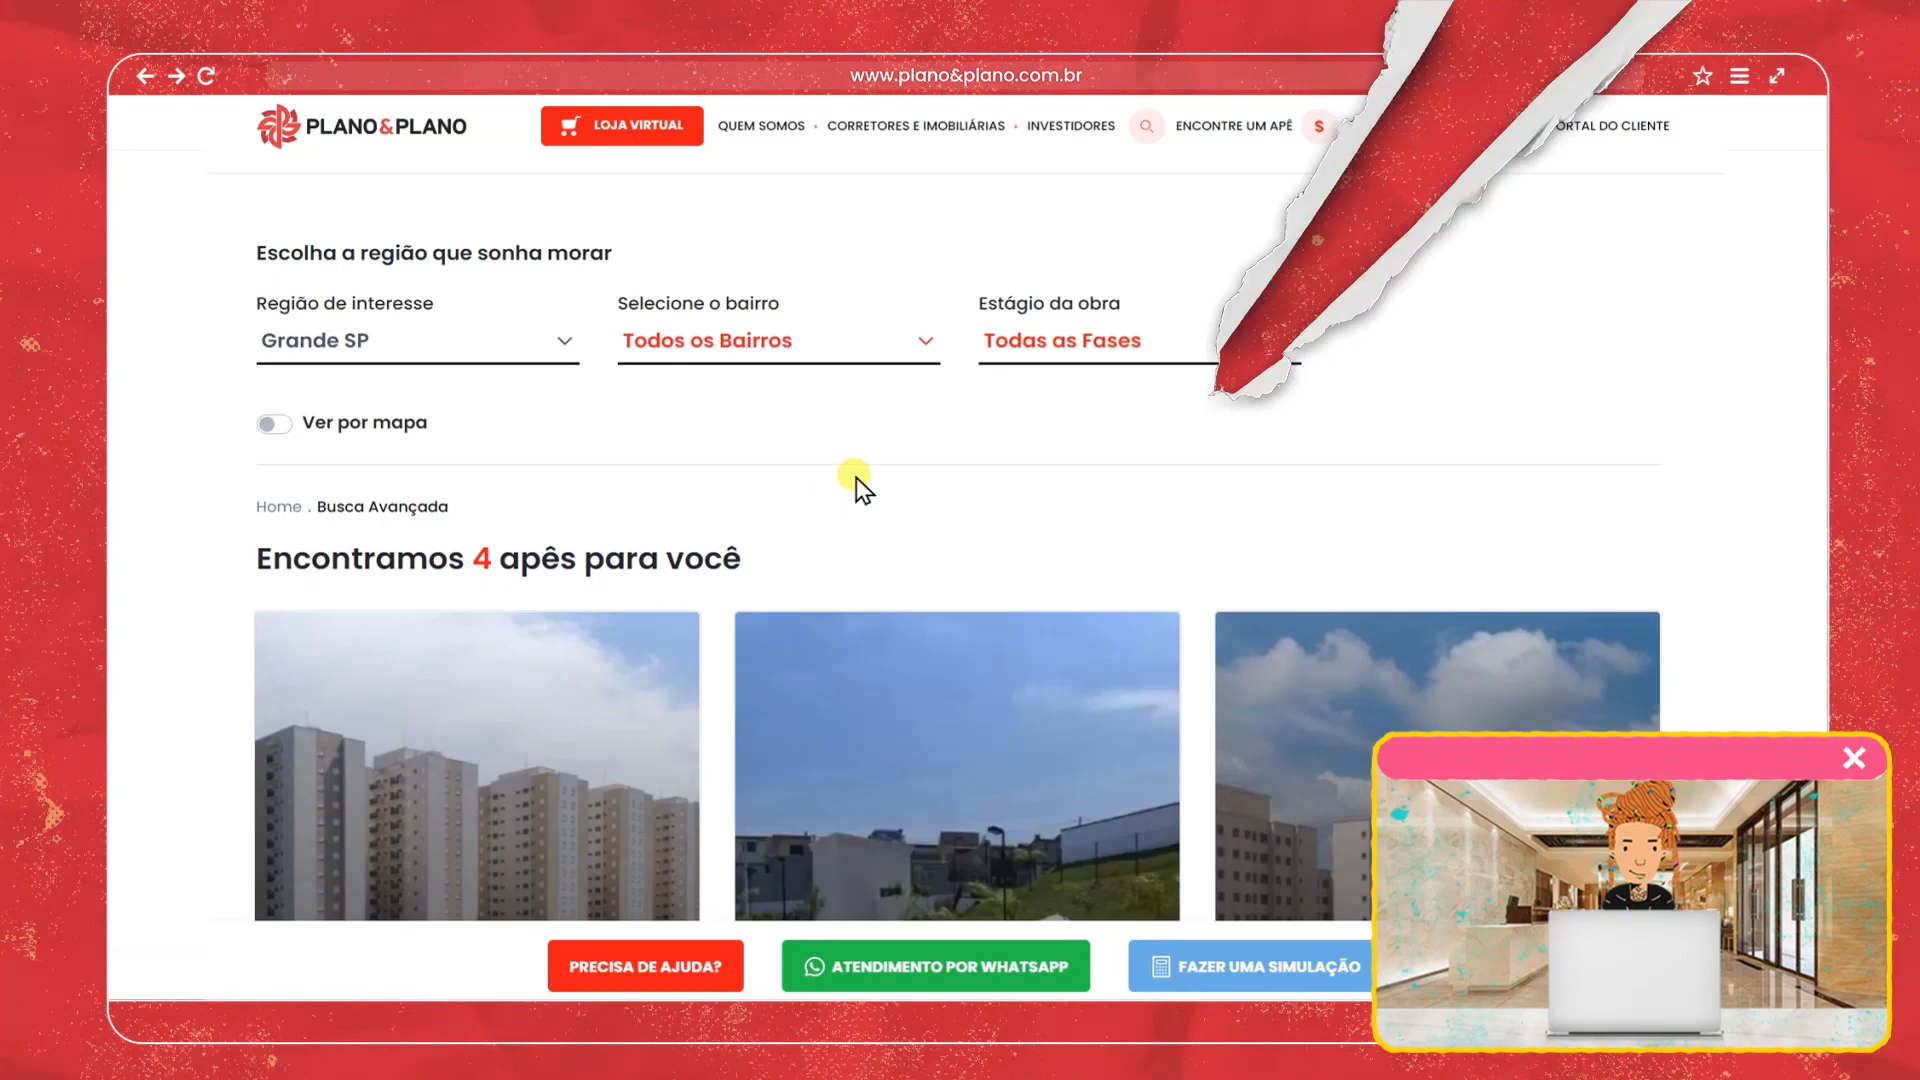 www.plano&plano.com.br
PLANO&PLANO
LOJA VIRTUAL
QUEM SOMOS • CORRETORES E IMOBILIÁRIAS • INVESTIDORES
ENCONTRE UM APÊ
$
ORTAL DO CLIENTE
Escolha a região que sonha morar
Região de interesse
Grande SP
Selecione o bairro
Todos os Bairros
Estágio da obra
Todas as Fases
Ver por mapa
Home . Busca Avançada
Encontramos 4 apês para você
PRECISA DE AJUDA?
ATENDIMENTO POR WHATSAPP
FAZER UMA SIMULAÇÃO